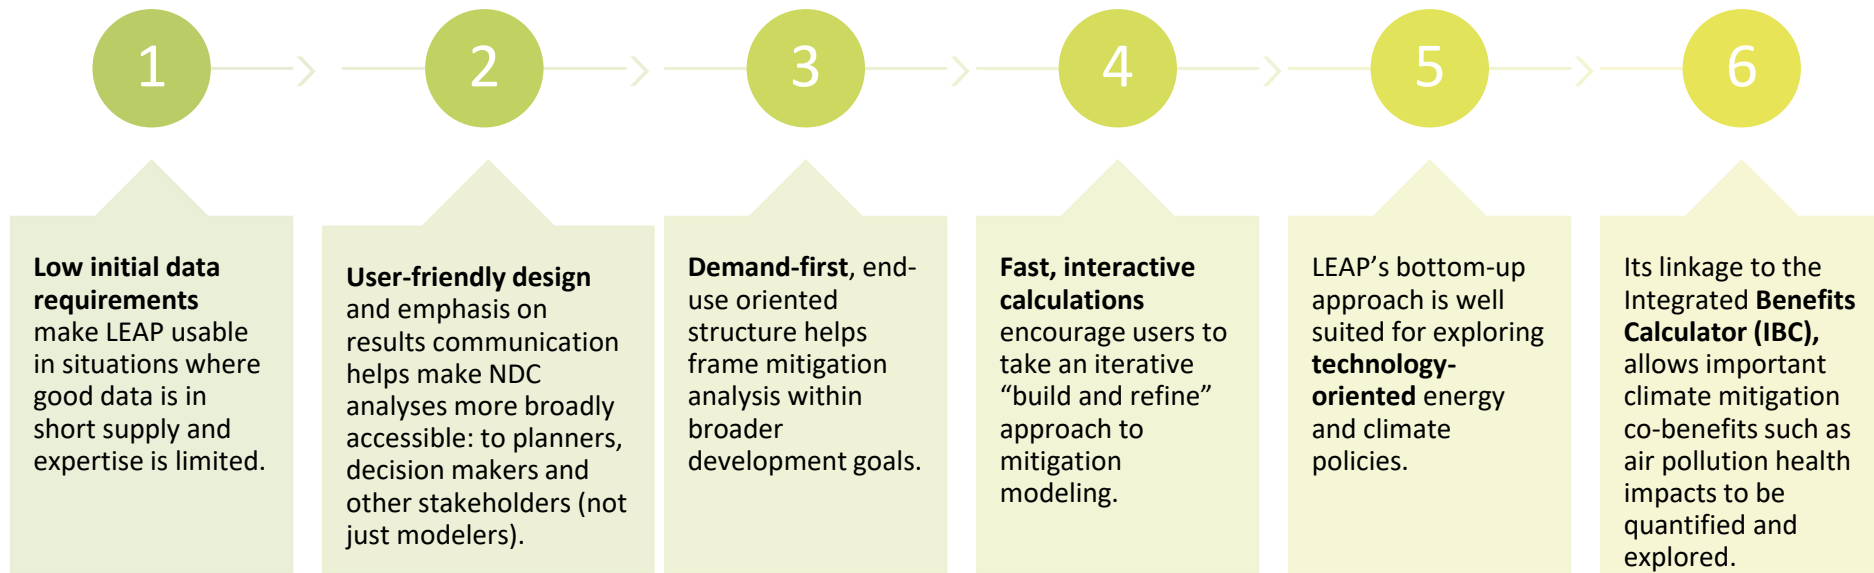 1
2
3
4
5
6
Low initial data
requirements
make LEAP usable
in situations where
good data is in
short supply and
expertise is limited.
User-friendly design
and emphasis on
results communication
helps make NDC
analyses more broadly
accessible: to planners,
decision makers and
other stakeholders (not
just modelers).
Demand-first, end-
use oriented
structure helps
frame mitigation
analysis within
broader
development goals.
Fast, interactive
calculations
encourage users to
take an iterative
“build and refine”
approach to
mitigation
modeling.
LEAP’s bottom-up
approach is well
suited for exploring
technology-
oriented energy
and climate
policies.
Its linkage to the
Integrated Benefits
Calculator (IBC),
allows important
climate mitigation
co-benefits such as
air pollution health
impacts to be
quantified and
explored.